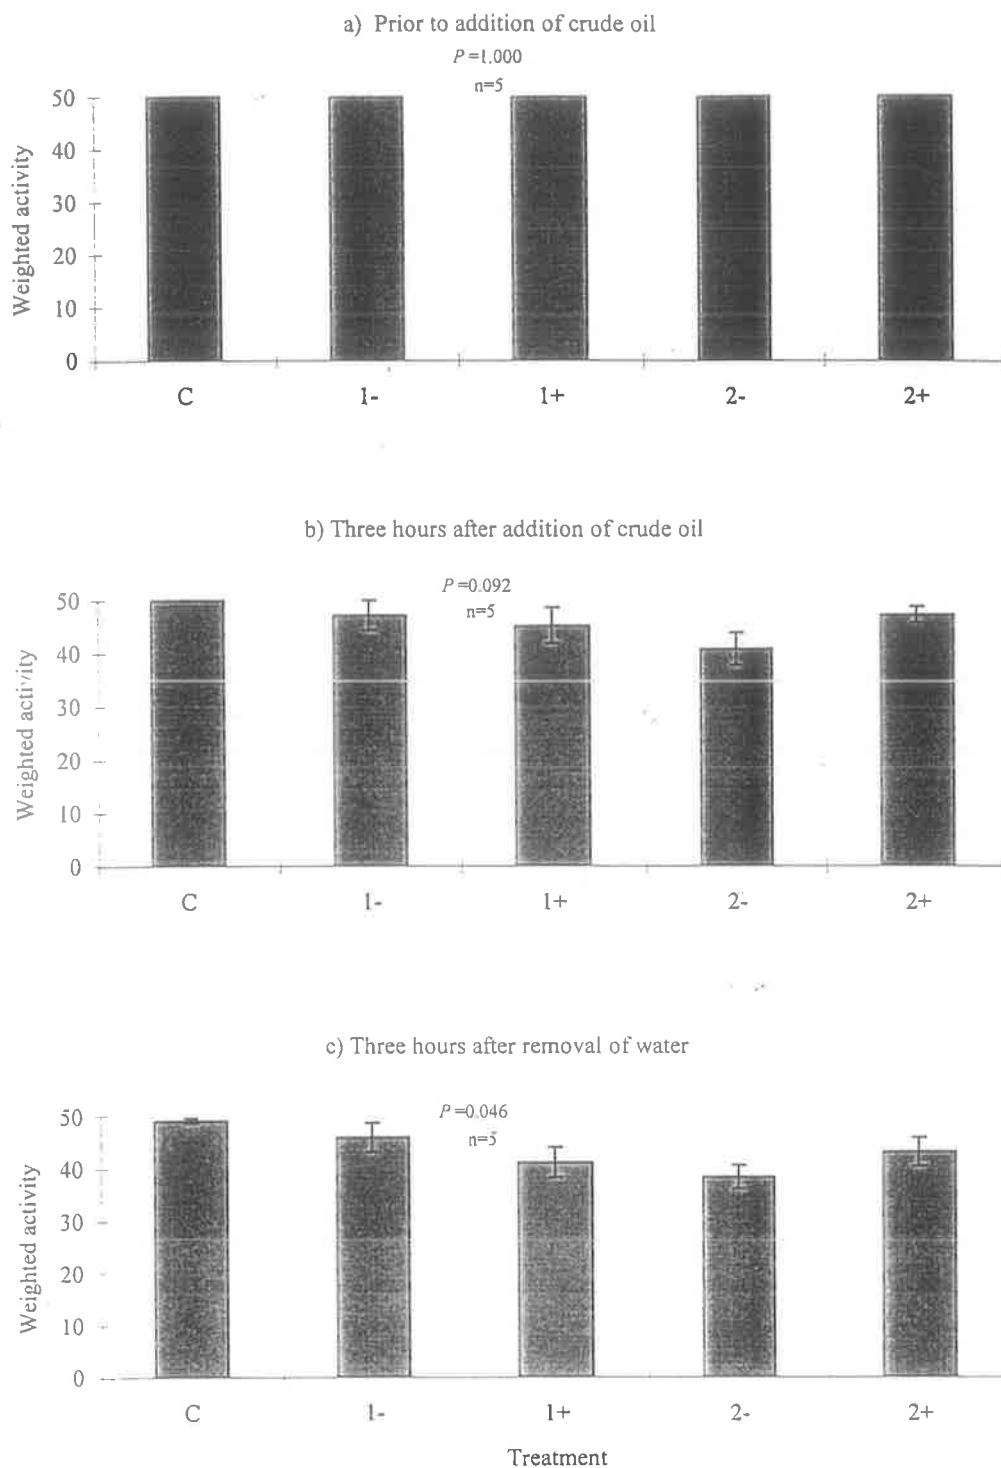 a) Prior to addition of crude oil
P=1.000
n=5
Weighted activity
50
40
30
20
10
0
C 1- 1+ 2- 2+
b) Three hours after addition of crude oil
P=0.092
n=5
Weighted activity
50
40
30
20
10
0
C 1- 1+ 2- 2+
c) Three hours after removal of water
P=0.046
n=5
Weighted activity
50
40
30
20
10
0
C 1- 1+ 2- 2+
Treatment